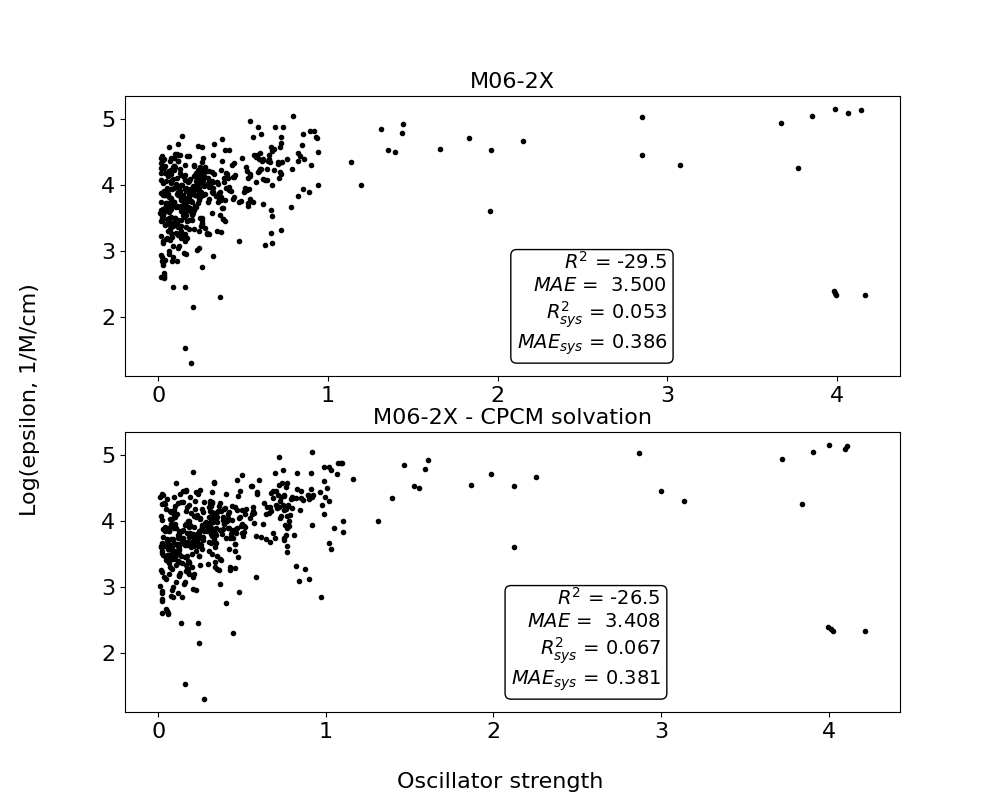 M06-2X
5
4
3
2
R² = -29.5
MAE = 3.500
R²sys = 0.053
MAEsys = 0.386
0 1 2 3 4
M06-2X - CPCM solvation
5
4
3
2
R² = -26.5
MAE = 3.408
R²sys = 0.067
MAEsys = 0.381
0 1 2 3 4
Log(epsilon, 1/M/cm)
Oscillator strength